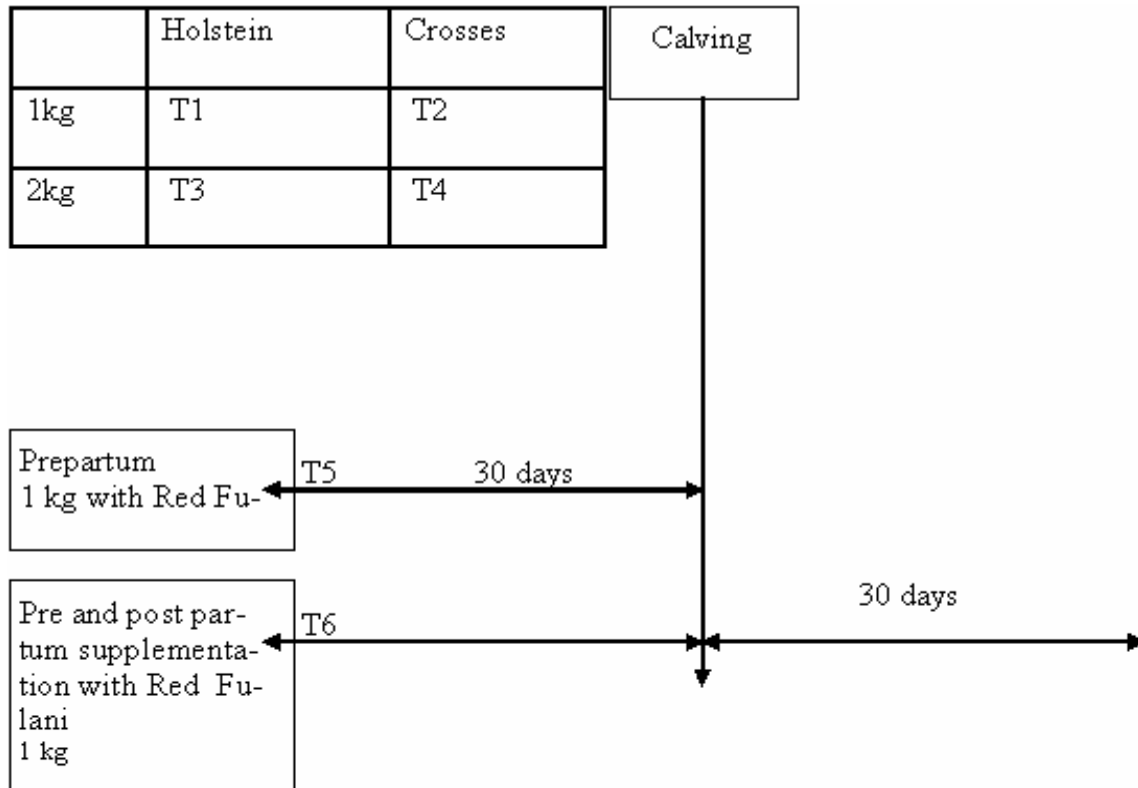 Holstein Crosses
1kg T1 T2
2kg T3 T4
Calving
Prepartum
1 kg with Red Fu-
T5 30 days
Pre and post par-
tum supplementa-
tion with Red Fu-
lani
1 kg
T6
30 days